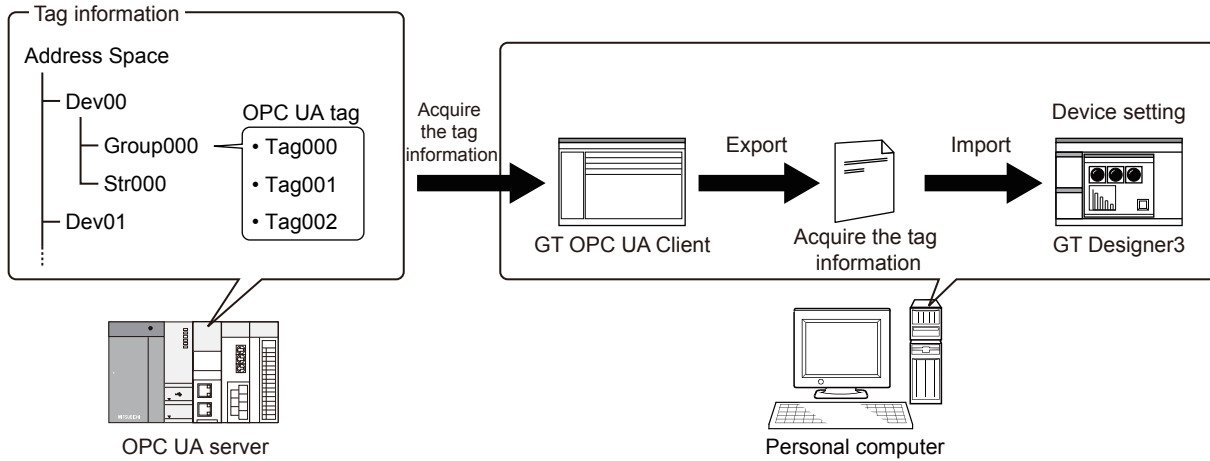 Tag information
Address Space
Dev00
Group000
Str000
Dev01
OPC UA tag
• Tag000
• Tag001
• Tag002
Acquire
the tag
information
GT OPC UA Client
Export
Acquire the tag
information
Import
Device setting
GT Designer3
MITSUBISHI
OPC UA server
Personal computer